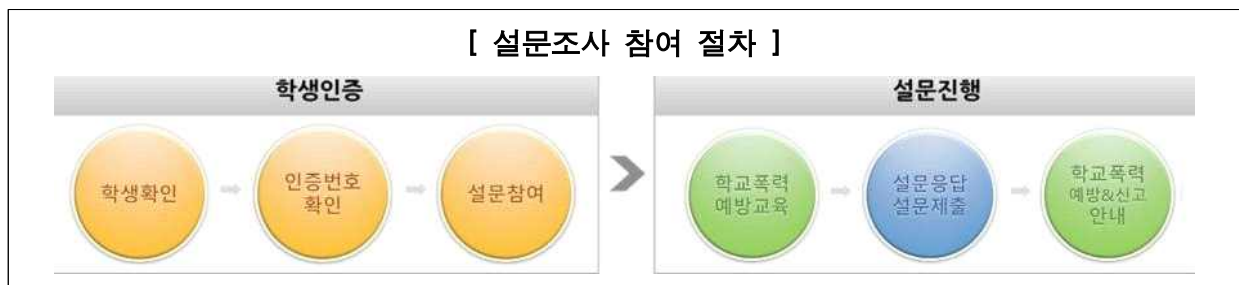 [ 설문조사 참여 절차 ]
학생인증
학생확인
인증번호
확인
설문참여
설문진행
학교폭력
예방교육
설문응답
설문제출
학교폭력
예방&신고
안내